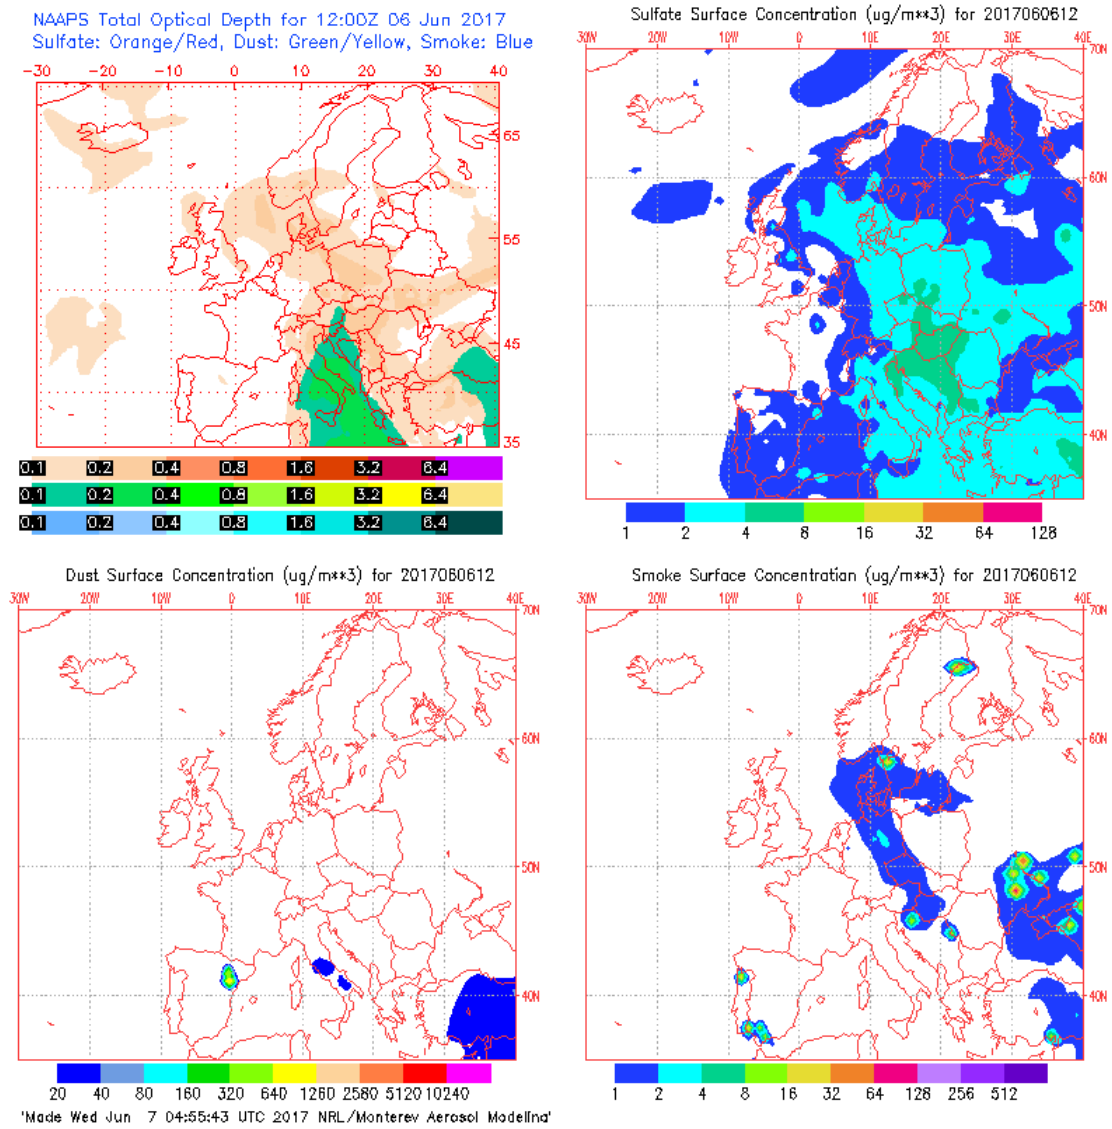 NAAPS Total Optical Depth for 12:00Z 06 Jun 2017
Sulfate: Orange/Red, Dust: Green/Yellow, Smoke: Blue
-30 -20 -10 0 10 20 30 40
65
55
45
35
0.1 0.2 0.4 0.8 1.6 3.2 6.4
0.1 0.2 0.4 0.8 1.6 3.2 6.4
0.1 0.2 0.4 0.8 1.6 3.2 6.4
Sulfate Surface Concentration (ug/m**3) for 2017060612
30W 20W 10W 0 10E 20E 30E 40E
70N
60N
50N
40N
1 2 4 8 16 32 64 128
Dust Surface Concentration (ug/m**3) for 2017060612
30W 20W 10W 0 10E 20E 30E 40E
70N
60N
50N
40N
20 40 80 160 320 640 1260 2580 5120 10240
'Made Wed Jun 7 04:55:43 UTC 2017 NRL/Monterey Aerosol Modeling'
Smoke Surface Concentration (ug/m**3) for 2017060612
30W 20W 10W 0 10E 20E 30E 40E
70N
60N
50N
40N
1 2 4 8 16 32 64 128 256 512